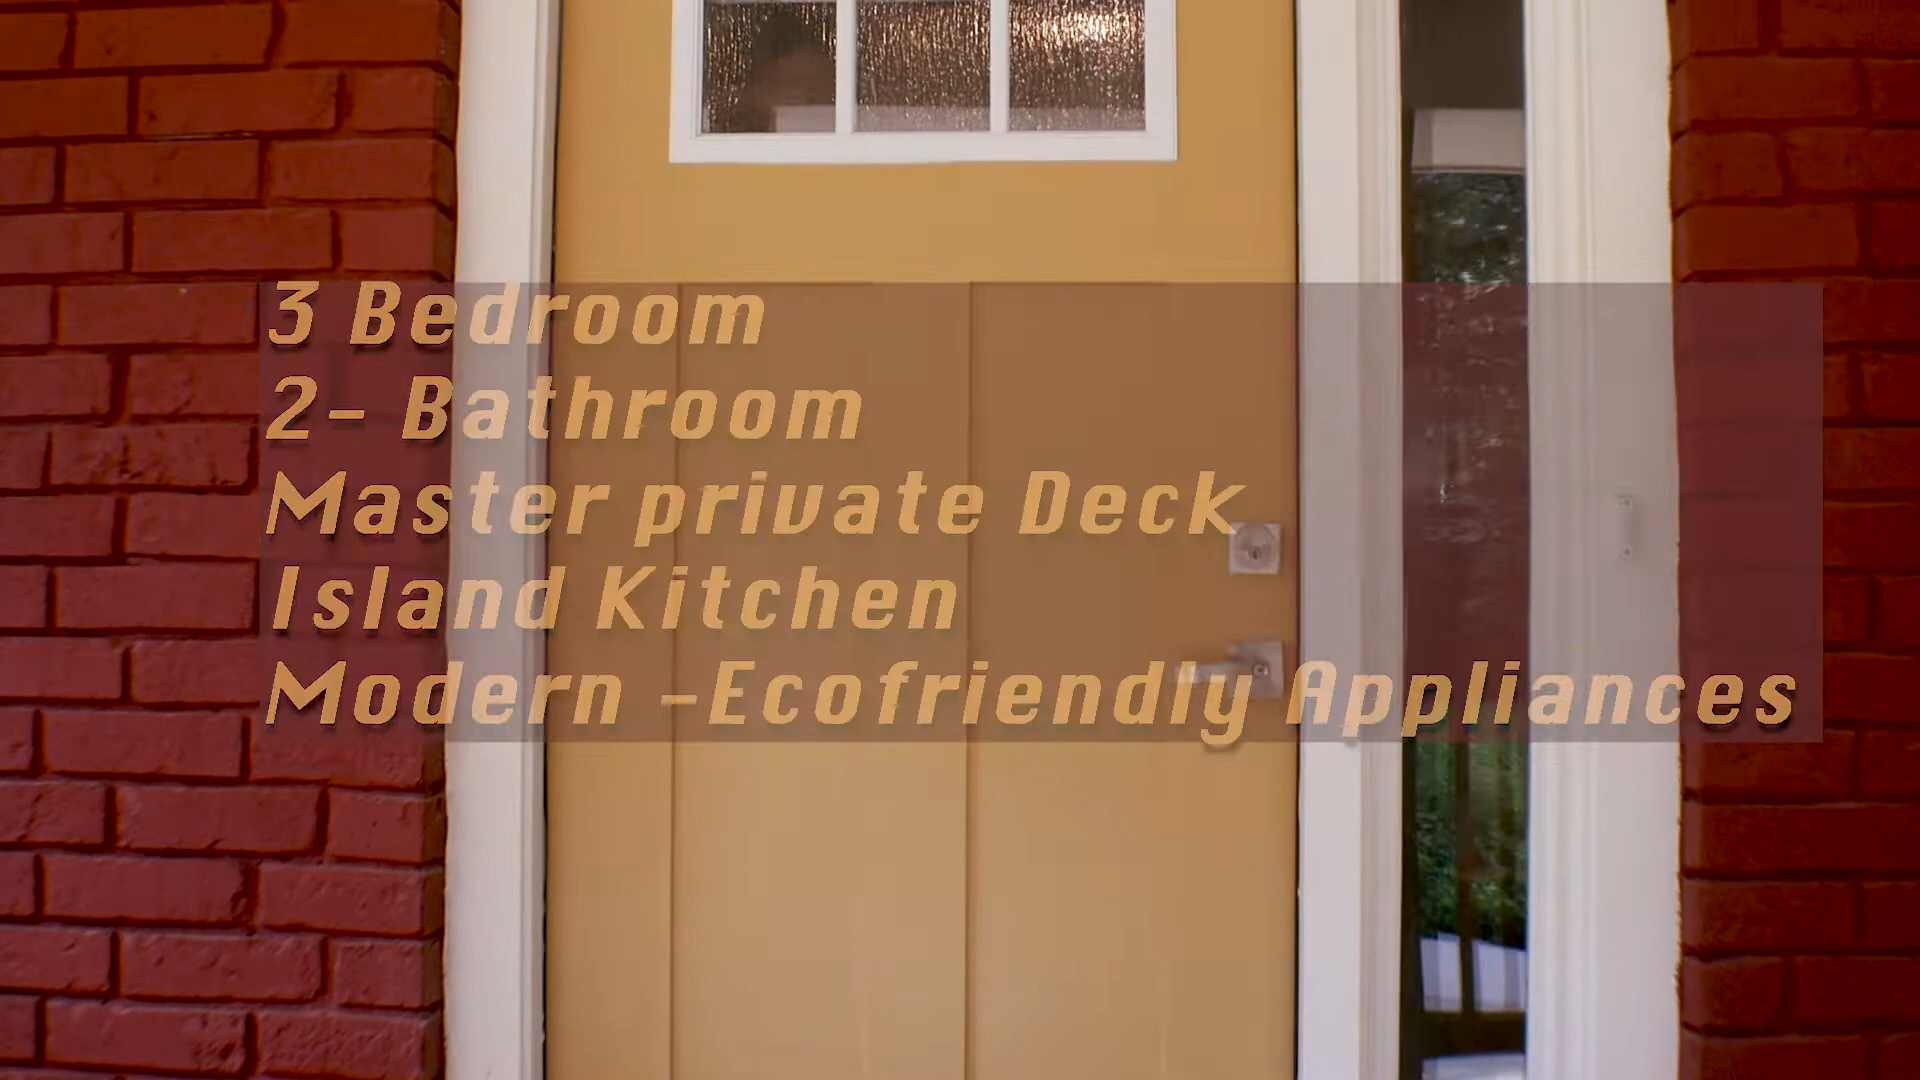 3 Bedroom
2- Bathroom
Master private Deck
Island Kitchen
Modern -Ecofriendly Appliances